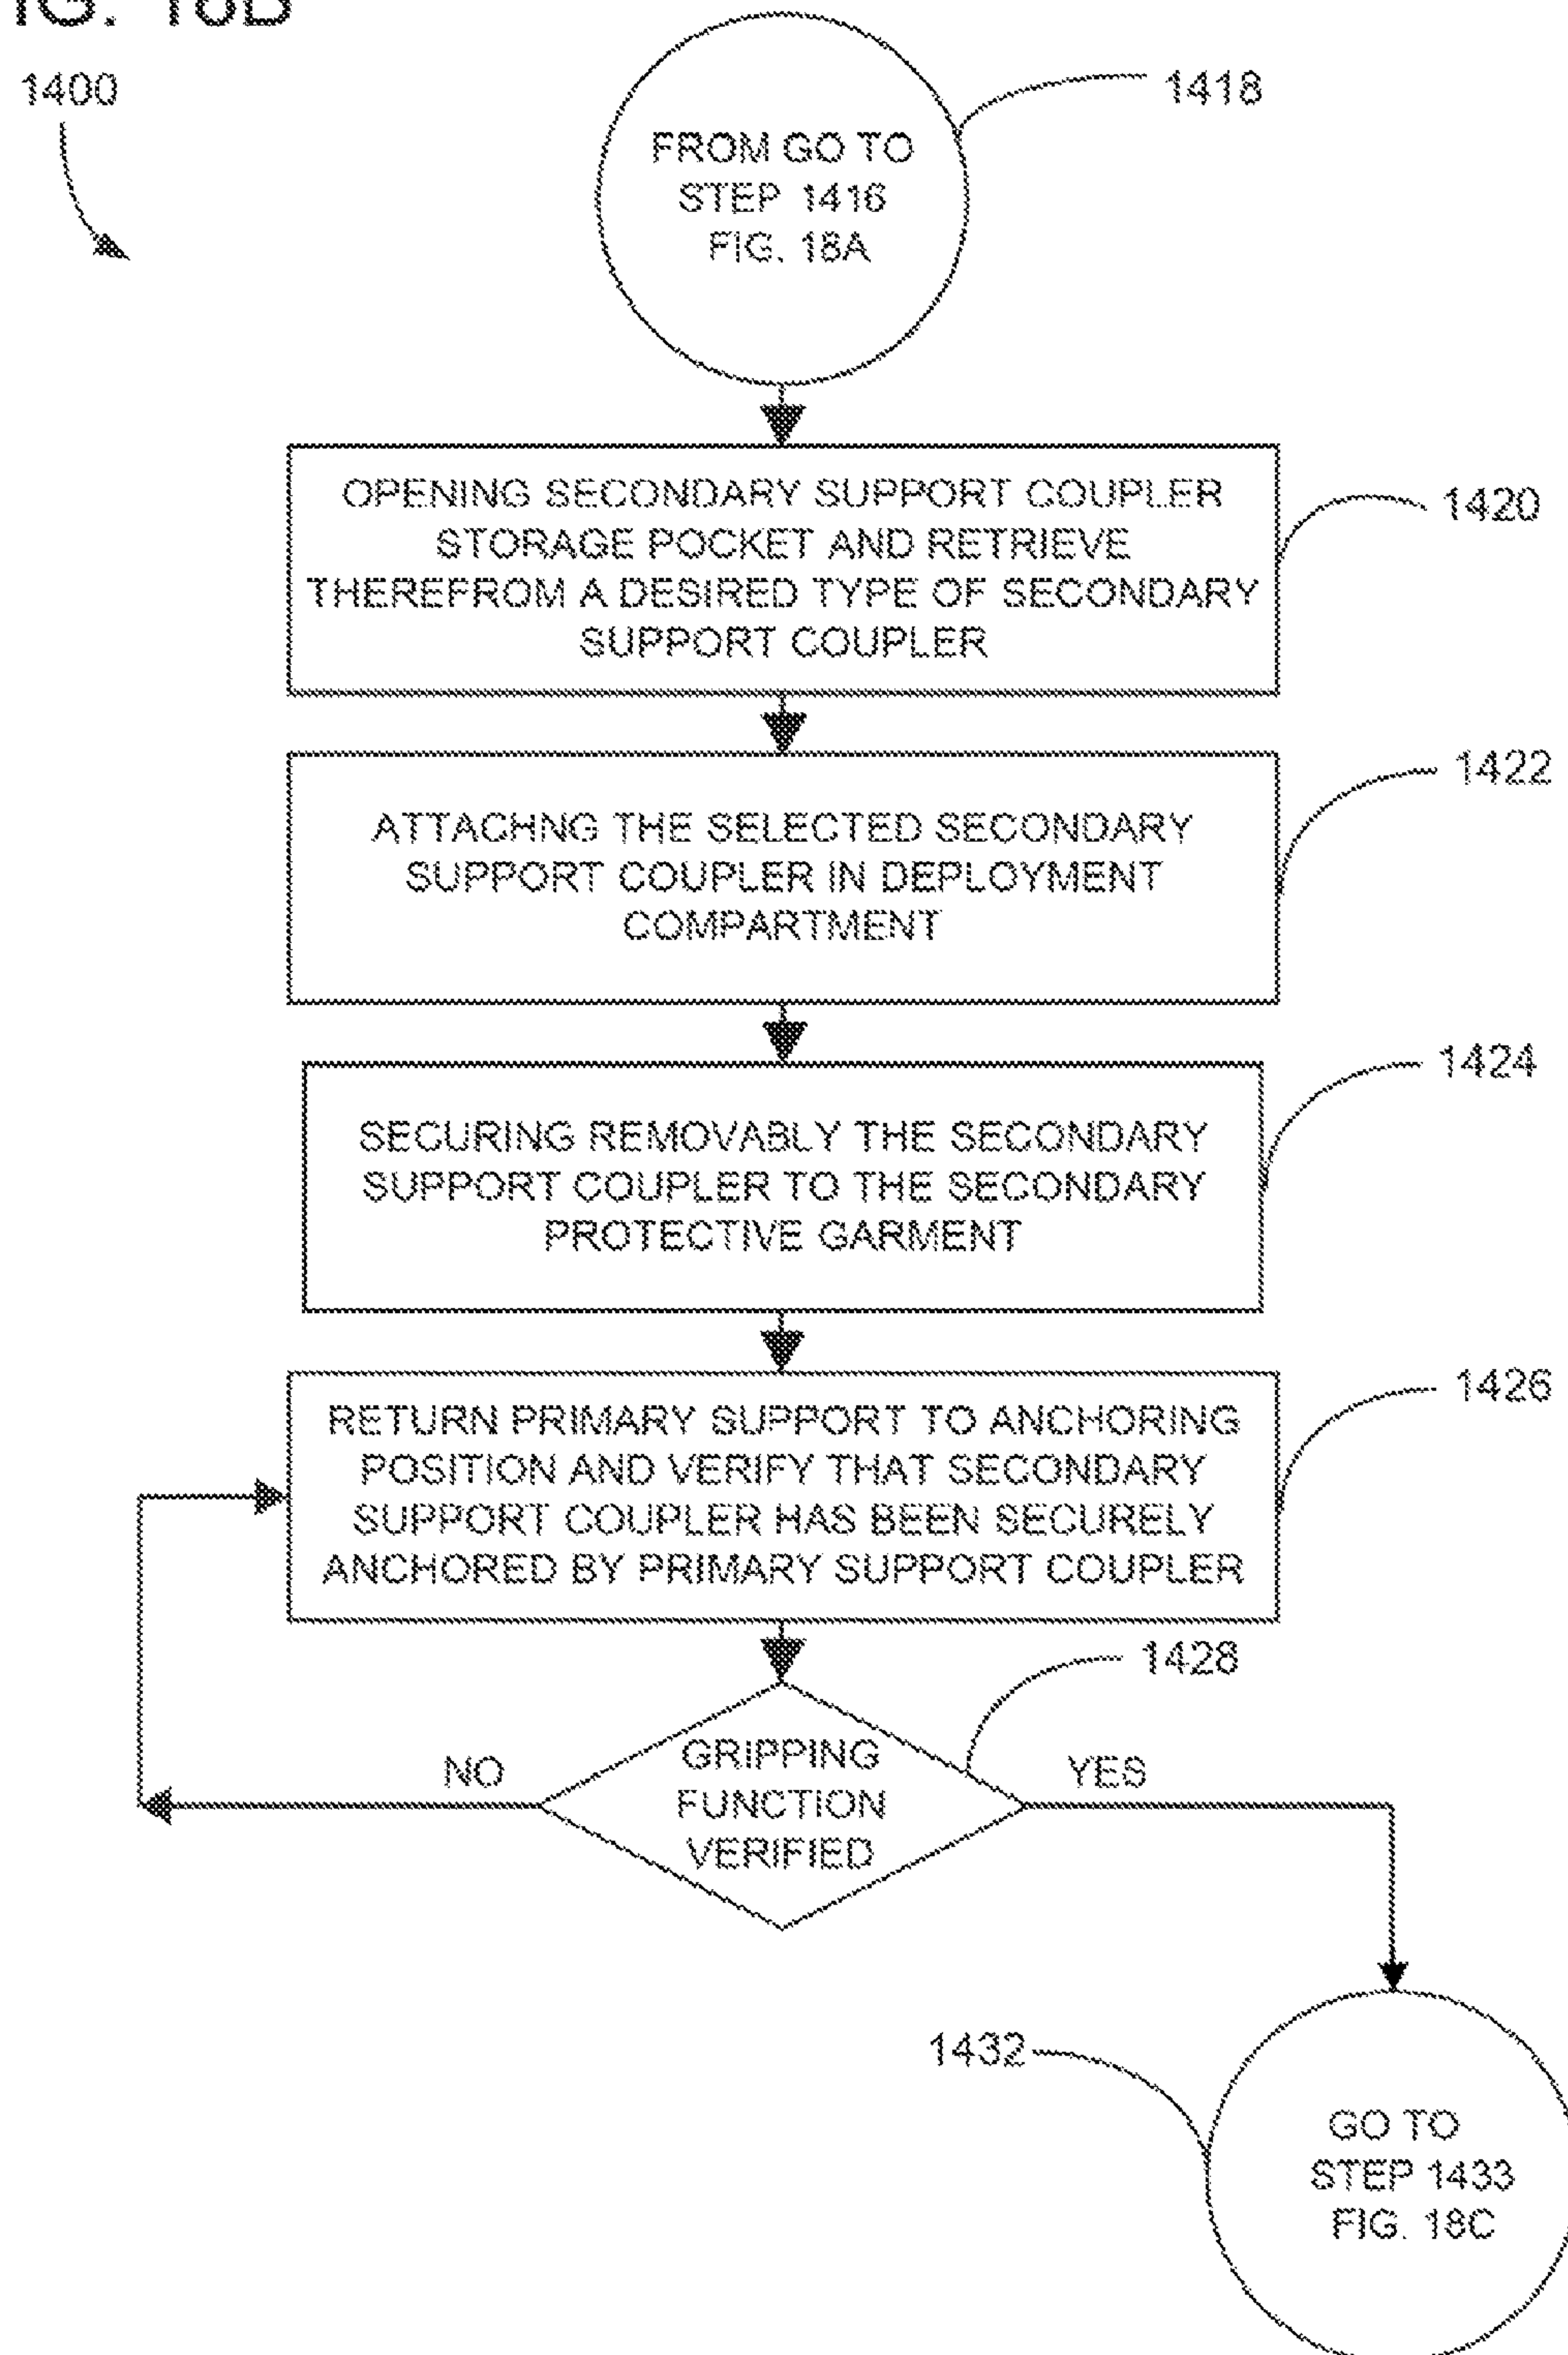 1400
1418
FROM GO TO
STEP 1416
FIG. 18A
OPENING SECONDARY SUPPORT COUPLER
STORAGE POCKET AND RETRIEVE
THEREFROM A DESIRED TYPE OF SECONDARY
SUPPORT COUPLER
1420
ATTACHNG THE SELECTED SECONDARY
SUPPORT COUPLER IN DEPLOYMENT
COMPARTMENT
1422
SECURING REMOVABLY THE SECONDARY
SUPPORT COUPLER TO THE SECONDARY
PROTECTIVE GARMENT
1424
RETURN PRIMARY SUPPORT TO ANCHORING
POSITION AND VERIFY THAT SECONDARY
SUPPORT COUPLER HAS BEEN SECURELY
ANCHORED BY PRIMARY SUPPORT COUPLER
1426
1428
GRIPPING
FUNCTION
VERIFIED
NO
YES
1432
GO TO
STEP 1433
FIG. 18C